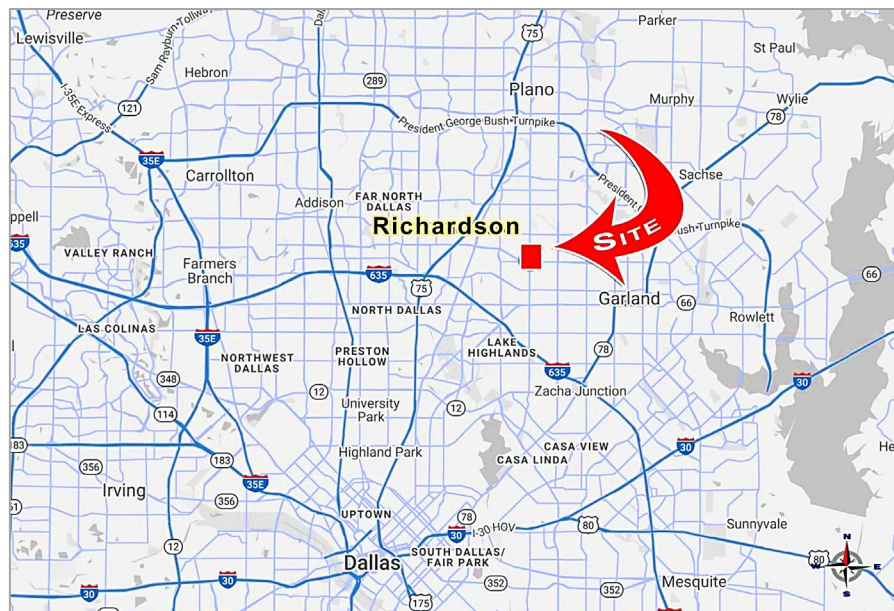 Preserve
Lewisville
Sam Rayburn Tollway
75
Parker
St Paul
Hebron
289
Plano
Murphy
Wylie
121
78
I-35E-Express
President George Bush Turnpike
35E
Carrollton
Sachse
FAR NORTH
DALLAS
Addison
Richardson
President
SITE
Bush Turnpike
ppell
635
VALLEY RANCH
Farmers
Branch
635
75
Garland
66
66
NORTH DALLAS
Rowlett
LAS COLINAS
35E
LAKE
HIGHLANDS
78
NORTHWEST
DALLAS
PRESTON
HOLLOW
635
348
12
Zacha Junction
30
114
University
Park
12
183
Highland Park
CASA VIEW
30
CASA LINDA
356
183
He
Irving
356
35E
61
UPTOWN
78
80
Sunnyvale
12
30
I-30 HOV
Dallas
SOUTH DALLAS/
FAIR PARK
80
N
W
E
S
30
30
352
352
Mesquite
175
635